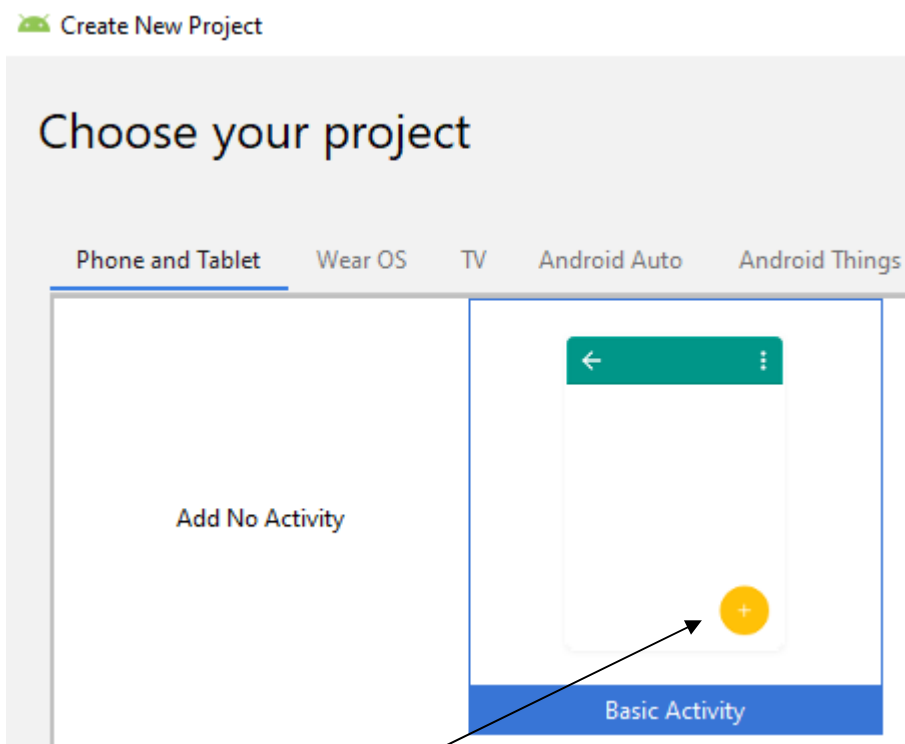 Create New Project
Choose your project
Phone and Tablet Wear OS TV Android Auto Android Things
Add No Activity
Basic Activity